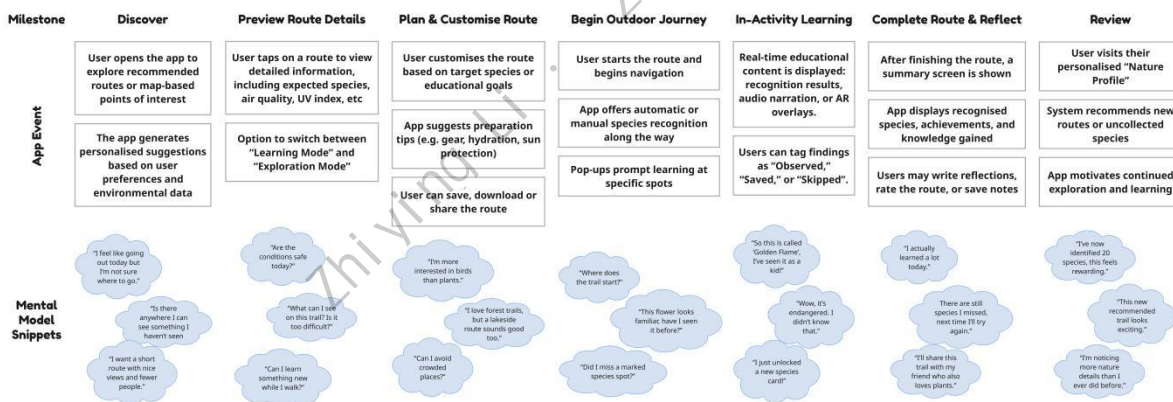 Milestone
Discover
Preview Route Details
Plan & Customise Route
Begin Outdoor Journey
In-Activity Learning
Complete Route & Reflect
Review
App Event
User opens the app to
explore recommended
routes or map-based
points of interest
The app generates
personalised suggestions
based on user
preferences and
environmental data
User taps on a route to view
detailed information,
including expected species,
air quality, UV index, etc
Option to switch between
“Learning Mode” and
“Exploration Mode”
User customises the route
based on target species or
educational goals
App suggests preparation
tips (e.g. gear, hydration, sun
protection)
User can save, download or
share the route
User starts the route and
begins navigation
App offers automatic or
manual species recognition
along the way
Pop-ups prompt learning at
specific spots
Real-time educational
content is displayed:
recognition results,
audio narration, or AR
overlays.
Users can tag findings
as “Observed,”
“Saved,” or “Skipped”.
After finishing the route, a
summary screen is shown
App displays recognised
species, achievements, and
knowledge gained
Users may write reflections,
rate the route, or save notes
User visits their
personalised “Nature
Profile”
System recommends new
routes or uncollected
species
App motivates continued
exploration and learning
Mental
Model
Snippets
“I feel like going
out today but
I’m not sure
where to go.”
“Is there
anywhere I can
see something I
haven’t seen
“I want a short
route with nice
views and fewer
people.”
“Are the
conditions safe
today?”
“What can I see
on this trail? Is it
too difficult?”
“Can I learn
something new
while I walk?”
“I’m more
interested in birds
than plants.”
“I love forest trails,
but a lakeside
route sounds good
too.”
“Can I avoid
crowded
places?”
“Where does
the trail start?”
“This flower looks
familiar, have I seen
it before?”
“Did I miss a marked
species spot?”
“So this is called
‘Golden Flame’,
I’ve seen it as a
kid!”
“Wow, it’s
endangered. I
didn’t know
that.”
“I just unlocked
a new species
card!”
“I actually
learned a lot
today.”
There are still
species I missed,
next time I’ll try
again.”
“I’ll share this
trail with my
friend who also
loves plants.”
“I’ve now
identified 20
species, this feels
rewarding.”
“This new
recommended
trail looks
exciting.”
“I’m noticing
more nature
details than I
ever did before.”
Zhi ying Li